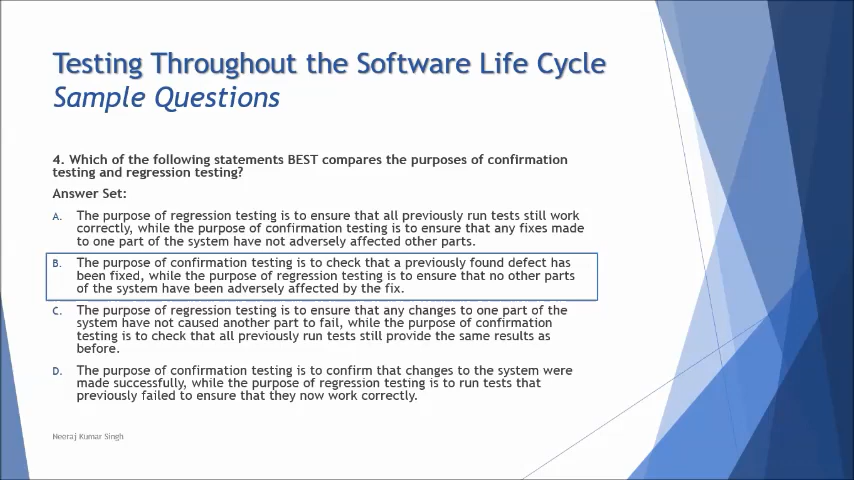 Testing Throughout the Software Life Cycle
Sample Questions
4. Which of the following statements BEST compares the purposes of confirmation
testing and regression testing?
Answer Set:
A. The purpose of regression testing is to ensure that all previously run tests still work
correctly, while the purpose of confirmation testing is to ensure that any fixes made
to one part of the system have not adversely affected other parts.
B. The purpose of confirmation testing is to check that a previously found defect has
been fixed, while the purpose of regression testing is to ensure that no other parts
of the system have been adversely affected by the fix.
C. The purpose of regression testing is to ensure that any changes to one part of the
system have not caused another part to fail, while the purpose of confirmation
testing is to check that all previously run tests still provide the same results as
before.
D. The purpose of confirmation testing is to confirm that changes to the system were
made successfully, while the purpose of regression testing is to run tests that
previously failed to ensure that they now work correctly.
Neeraj Kumar Singh